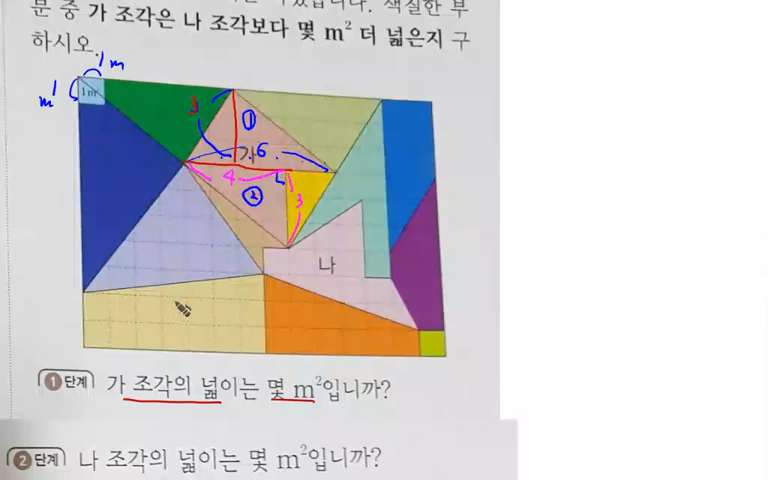 분 중 가 조각은 나 조각보다 몇 m² 더 넓은지 구
하시오.
1m
m 1
1m
3
①
가
6
4
②
3
나
1단계 가 조각의 넓이는 몇 m²입니까?
2단계 나 조각의 넓이는 몇 m²입니까?